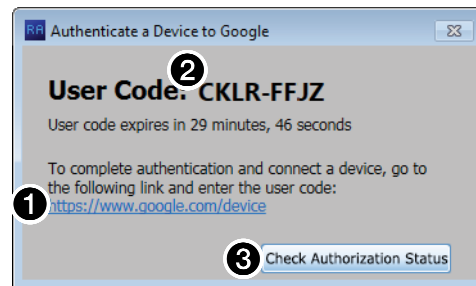 RA Authenticate a Device to Google
2
User Code: CKLR-FFJZ
User code expires in 29 minutes, 46 seconds
To complete authentication and connect a device, go to
the following link and enter the user code:
1 https://www.google.com/device
3 Check Authorization Status